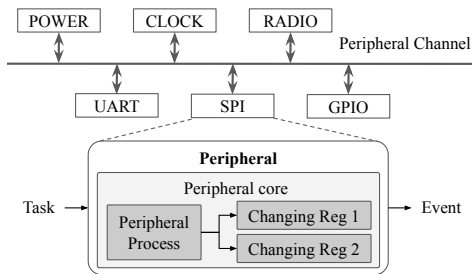 POWER CLOCK RADIO
Peripheral Channel
UART SPI GPIO
Peripheral
Peripheral core
Task Peripheral Process Changing Reg 1 Event
Changing Reg 2